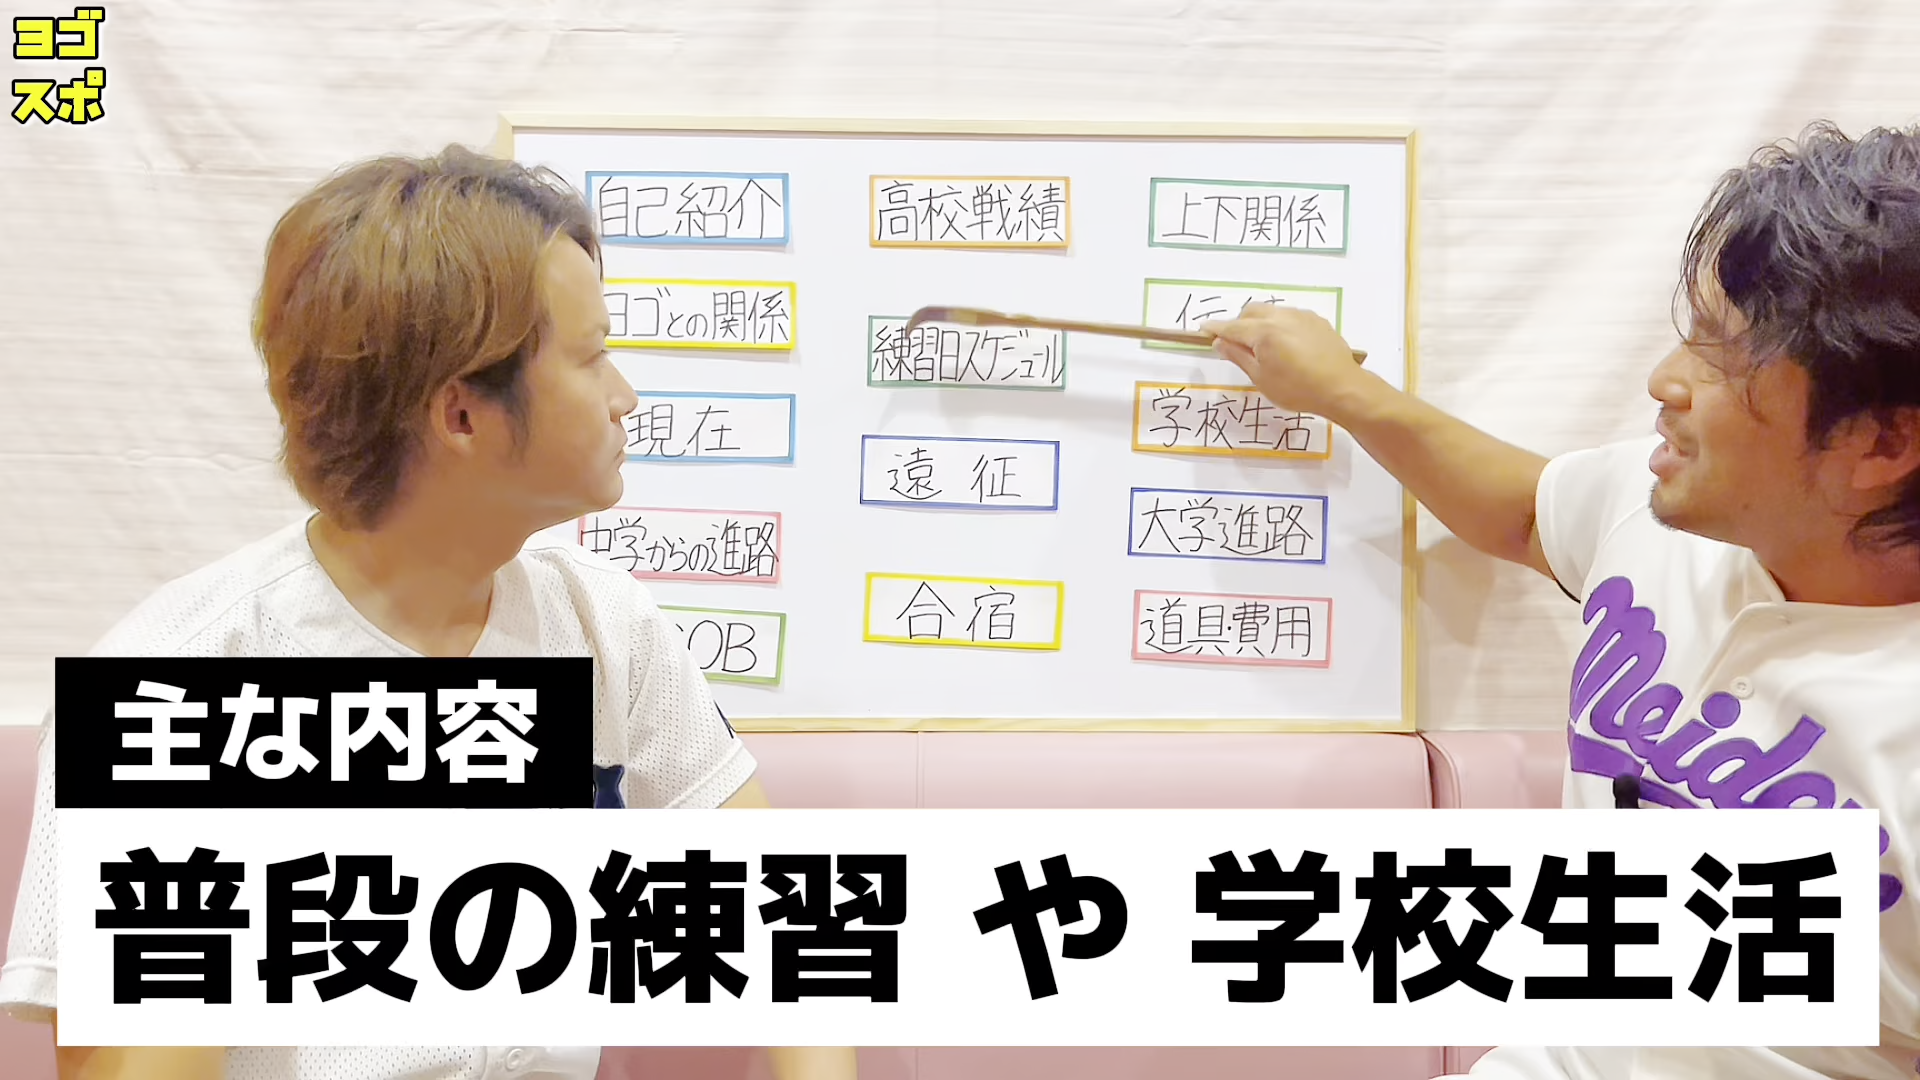 ヨゴ
スポ
自己紹介
ヨゴとの関係
現在
中学からの進路
OB
高校戦績
練習日スケジュール
遠征
合宿
上下関係
伝
学校生活
大学進路
道具・費用
主な内容
普段の練習 や 学校生活